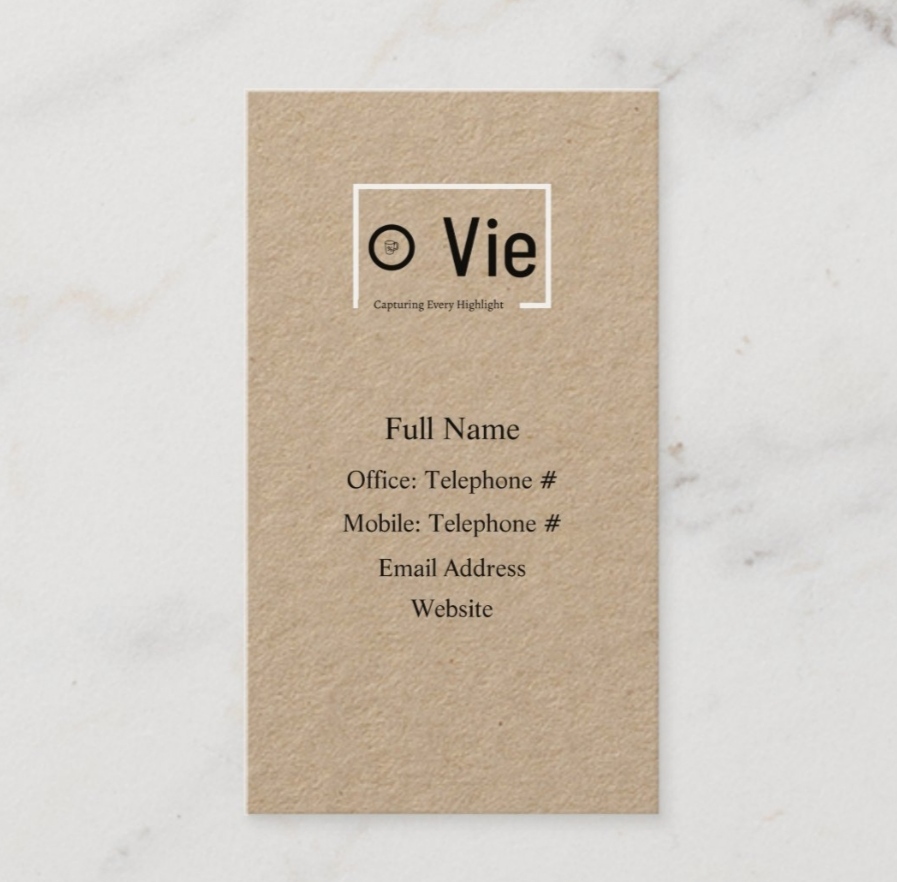 O Vie
Capturing Every Highlight
Full Name
Office: Telephone #
Mobile: Telephone #
Email Address
Website